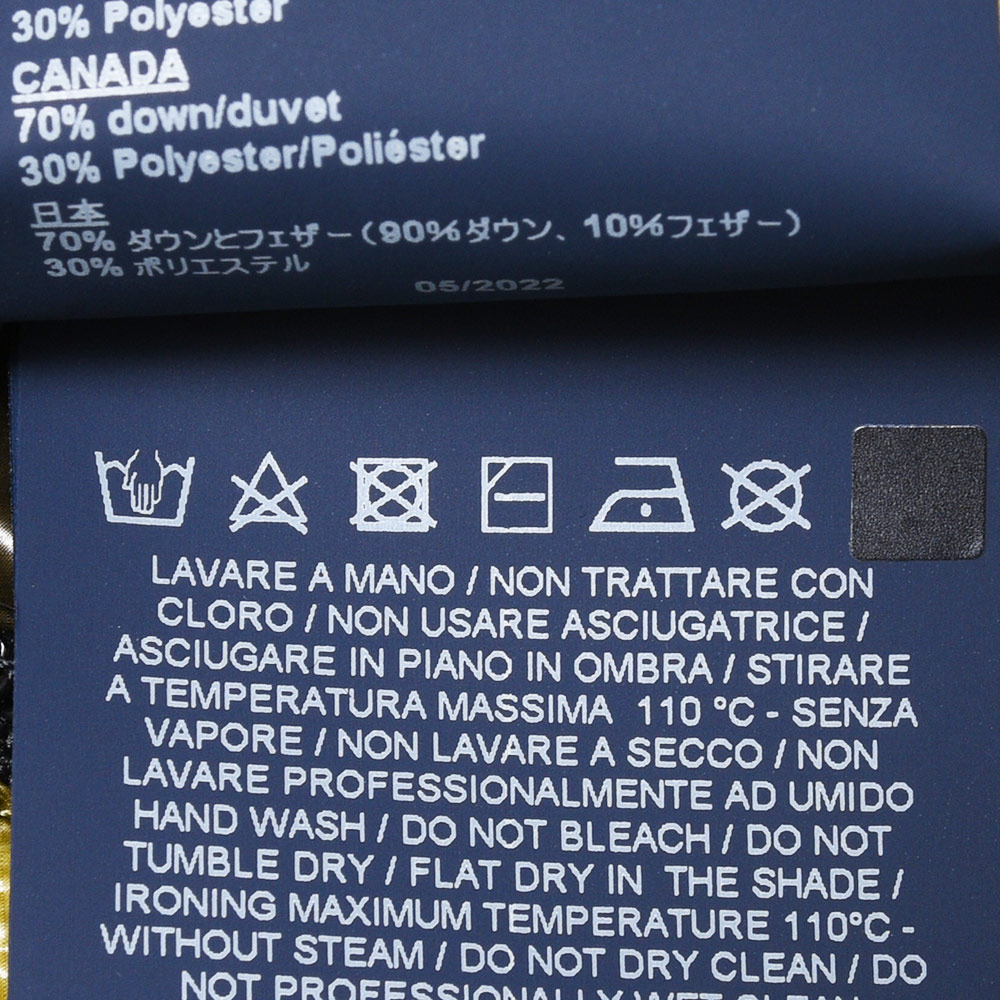 30% Polyester
CANADA
70% down/duvet
30% Polyester/Poliéster
日本
70% ダウンとフェザー(90%ダウン、10%フェザー)
30% ポリエステル
05/2022
LAVARE A MANO / NON TRATTARE CON
CLORO / NON USARE ASCIUGATRICE /
ASCIUGARE IN PIANO IN OMBRA / STIRARE
A TEMPERATURA MASSIMA 110 °C - SENZA
VAPORE / NON LAVARE A SECCO / NON
LAVARE PROFESSIONALMENTE AD UMIDO
HAND WASH / DO NOT BLEACH / DO NOT
TUMBLE DRY / FLAT DRY IN THE SHADE /
IRONING MAXIMUM TEMPERATURE 110°C -
WITHOUT STEAM / DO NOT DRY CLEAN / DO
NOT PROFESSIONALLY WET CLEAN